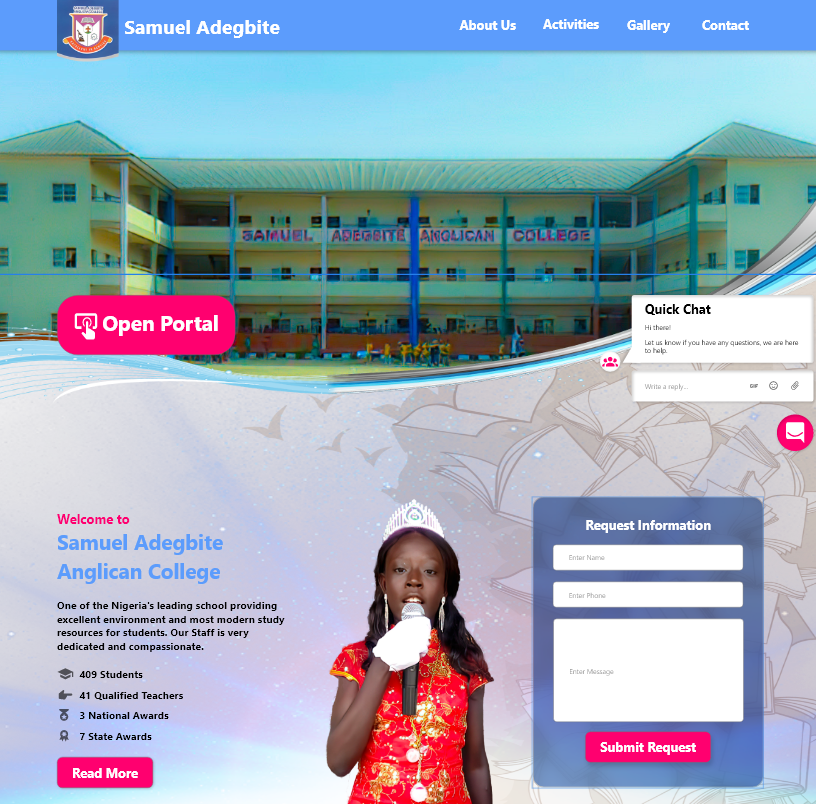 Samuel Adegbite
About Us
Activities
Gallery
Contact
SAMUEL ADEGBITE ANGLICAN COLLEGE
Open Portal
Quick Chat
Hi there!
Let us know if you have any questions, we are here
to help.
Write a reply...
GIF
Welcome to
Samuel Adegbite
Anglican College
One of the Nigeria's leading school providing
excellent environment and most modern study
resources for students. Our Staff is very
dedicated and compassionate.
409 Students
41 Qualified Teachers
3 National Awards
7 State Awards
Read More
Request Information
Enter Name
Enter Phone
Enter Message
Submit Request